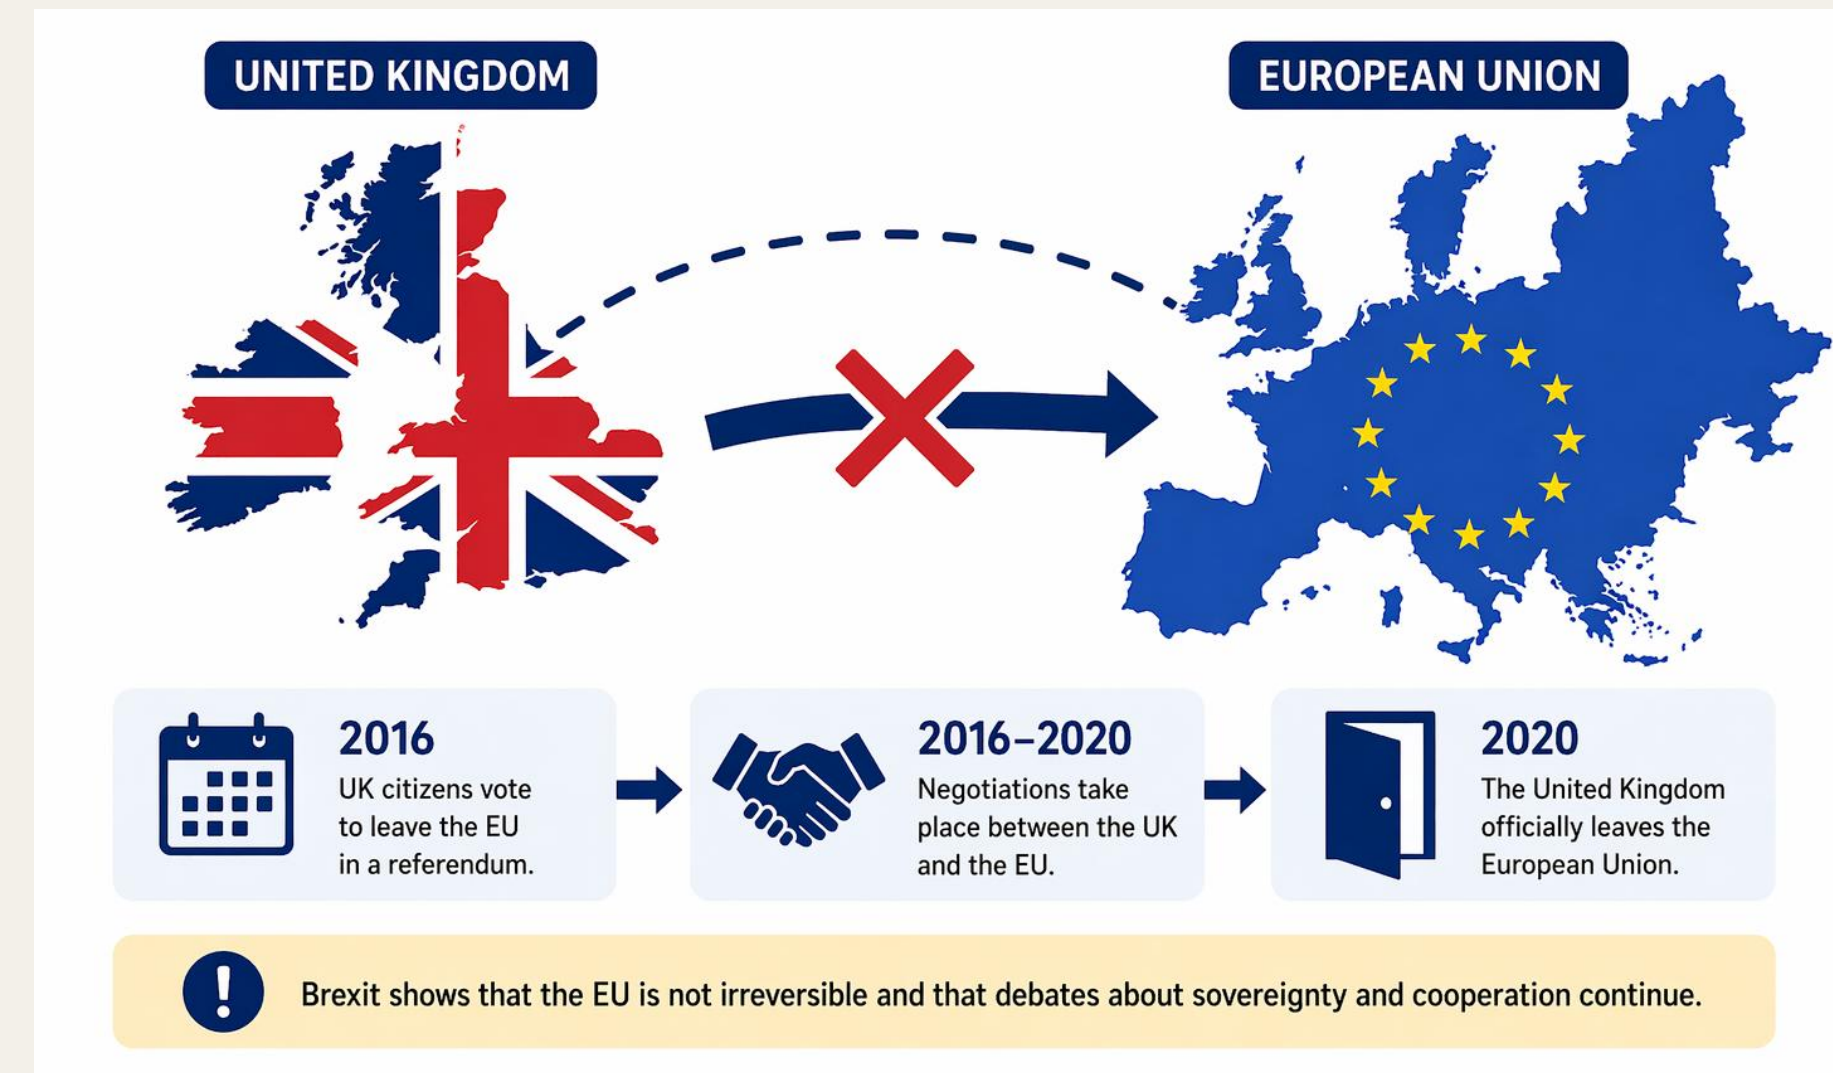 UNITED KINGDOM
EUROPEAN UNION
2016
UK citizens vote
to leave the EU
in a referendum.
2016–2020
Negotiations take
place between the UK
and the EU.
2020
The United Kingdom
officially leaves the
European Union.
Brexit shows that the EU is not irreversible and that debates about sovereignty and cooperation continue.